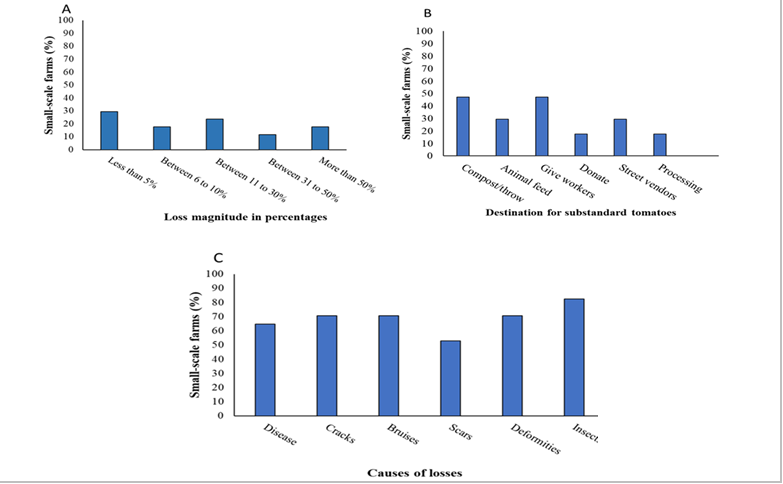 A
Small-scale farms (%)
100
90
80
70
60
50
40
30
20
10
0
Less than 5%
Between 6 to 10%
Between 11 to 30%
Between 31 to 50%
More than 50%
Loss magnitude in percentages
B
Small-scale farms (%)
100
90
80
70
60
50
40
30
20
10
0
Compost/throw
Animal feed
Give workers
Donate
Street vendors
Processing
Destination for substandard tomatoes
C
Small-scale farms (%)
100
90
80
70
60
50
40
30
20
10
0
Disease
Cracks
Bruises
Scars
Deformities
Insect
Causes of losses